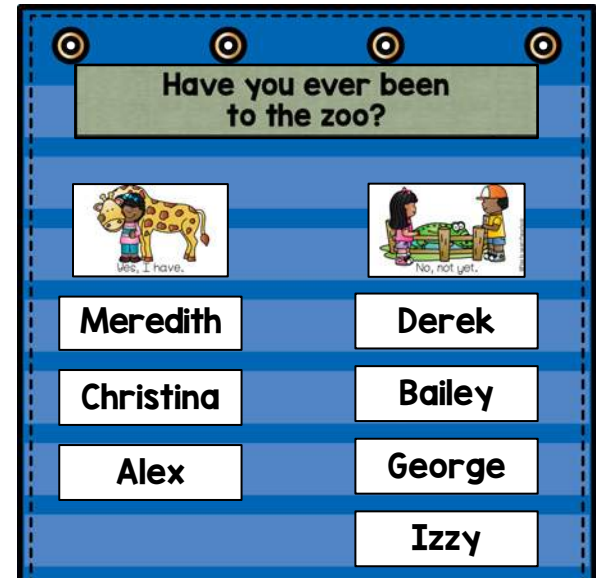 Have you ever been
to the zoo?
Yes, I have.
No, not yet.
Meredith
Derek
Christina
Bailey
Alex
George
Izzy